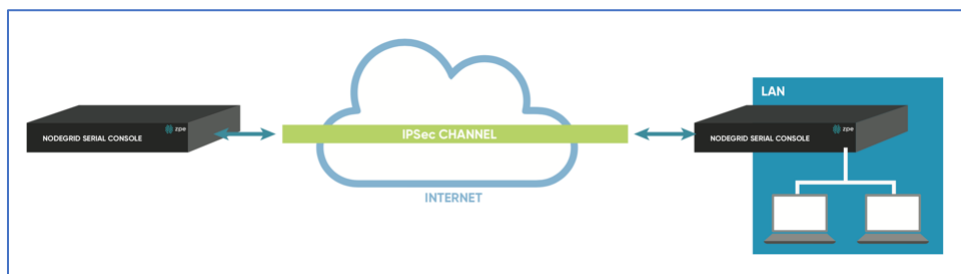 LAN
zpe
NODEGRID SERIAL CONSOLE
IPSec CHANNEL
zpe
NODEGRID SERIAL CONSOLE
INTERNET